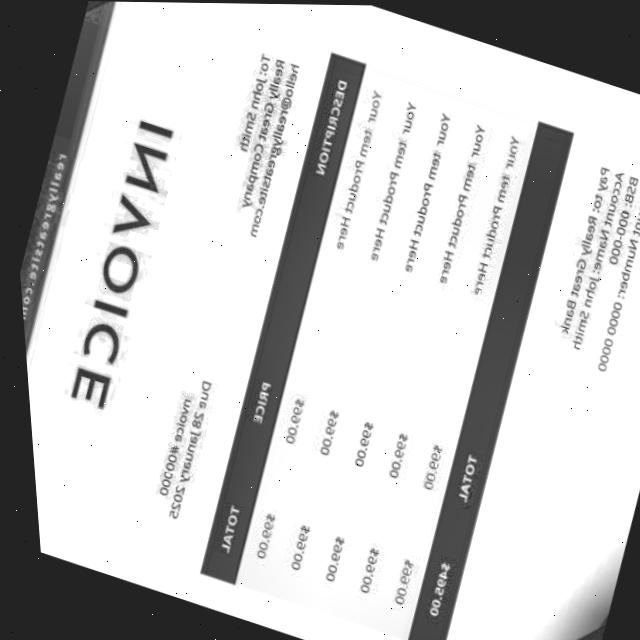 reallygreatsite.com
INVOICE
Due 28 January 2025
Invoice #00200
To: John Smith
Really Great Company
hello@reallygreatsite.com
DESCRIPTION PRICE TOTAL
Your Item Product Here $99.00 $99.00
Your Item Product Here $99.00 $99.00
Your Item Product Here $99.00 $99.00
Your Item Product Here $99.00 $99.00
Your Item Product Here $99.00 $99.00
TOTAL $495.00
Pay to: Really Great Bank
Account Name: John Smith
BSB: 000-000
Account Number: 0000 0000